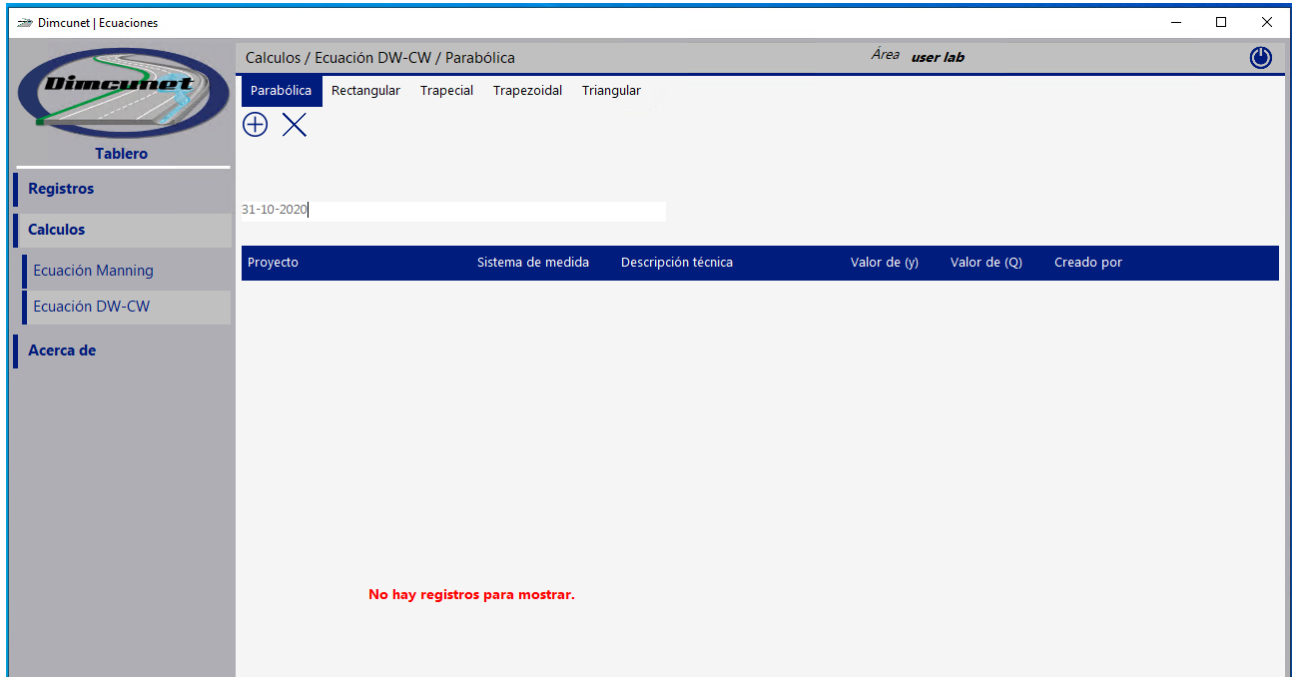 Dimcunet | Ecuaciones
Dimcunet
Tablero
Registros
Calculos
Ecuación Manning
Ecuación DW-CW
Acerca de
Calculos / Ecuación DW-CW / Parabólica
Área user lab
Parabólica Rectangular Trapecial Trapezoidal Triangular
31-10-2020
Proyecto Sistema de medida Descripción técnica Valor de (y) Valor de (Q) Creado por
No hay registros para mostrar.